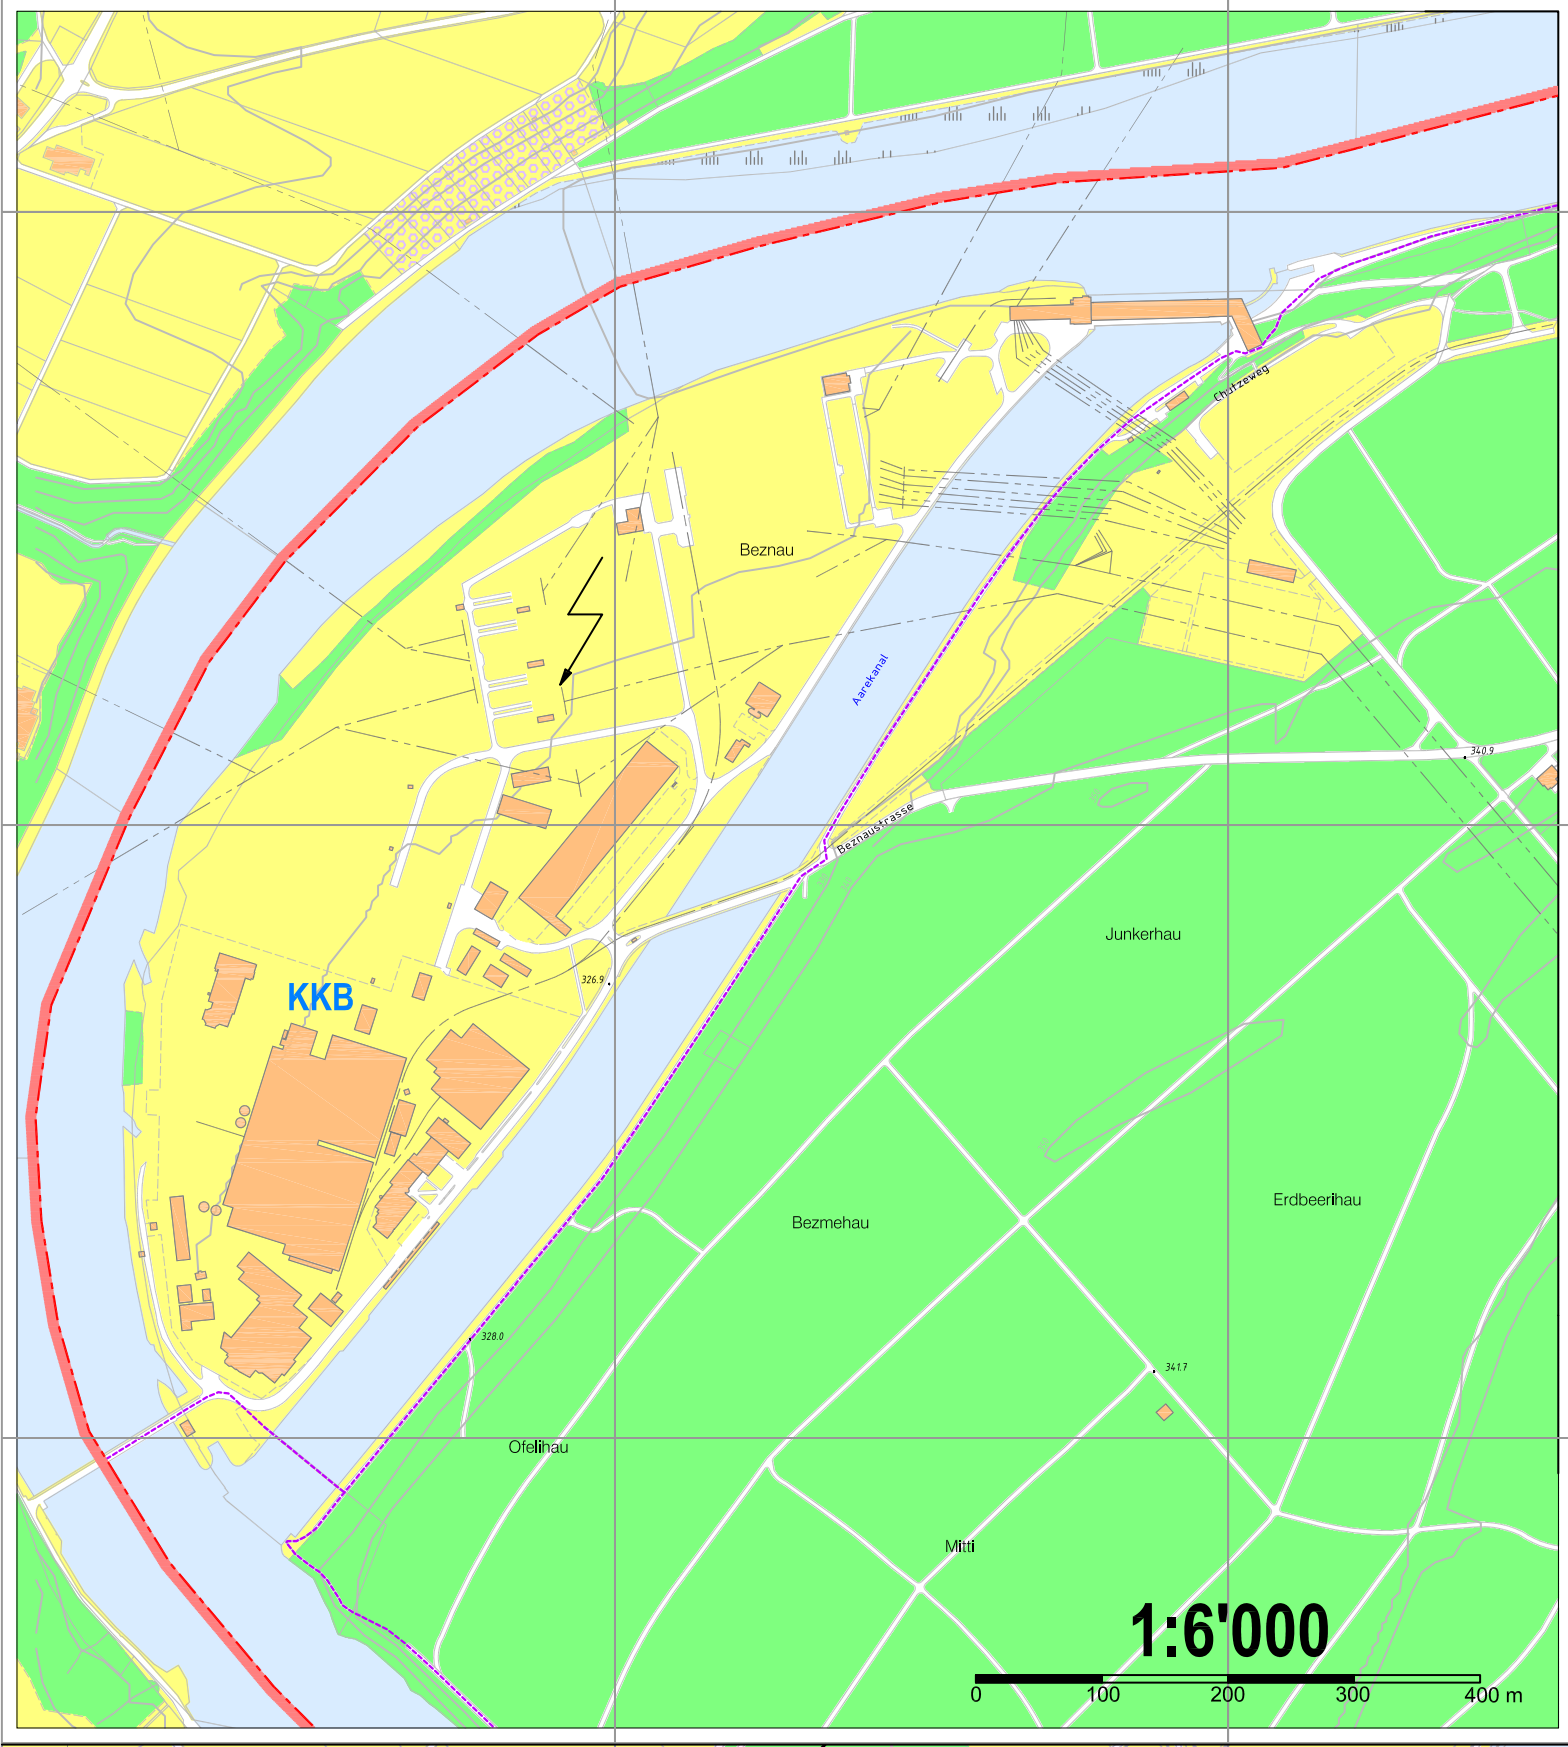 Chützeweg
Beznau
Aarekanal
340.9
Beznaustrasse
Junkerhau
326.9
KKB
Erdbeerihau
Bezmehau
328.0
341.7
Ofelihau
Mitti
1:6'000
0 100 200 300 400 m